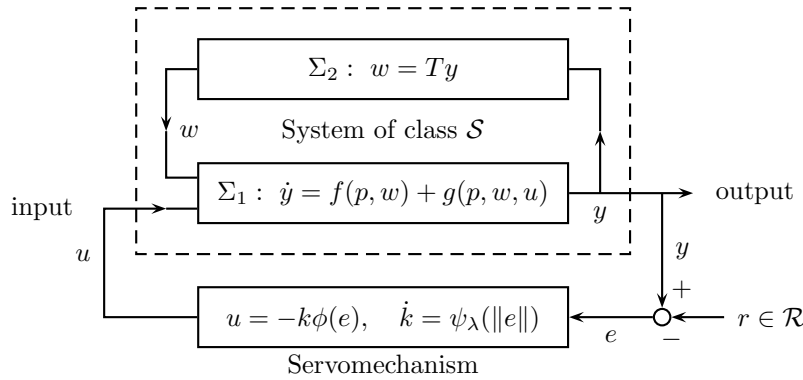 Σ₂ : w = Ty
w
System of class 𝒮
Σ₁ : ẏ = f(p, w) + g(p, w, u)
input
output
y
u
y
+
u = −kϕ(e), k̇ = ψ_λ(‖e‖)
e
−
r ∈ ℛ
Servomechanism